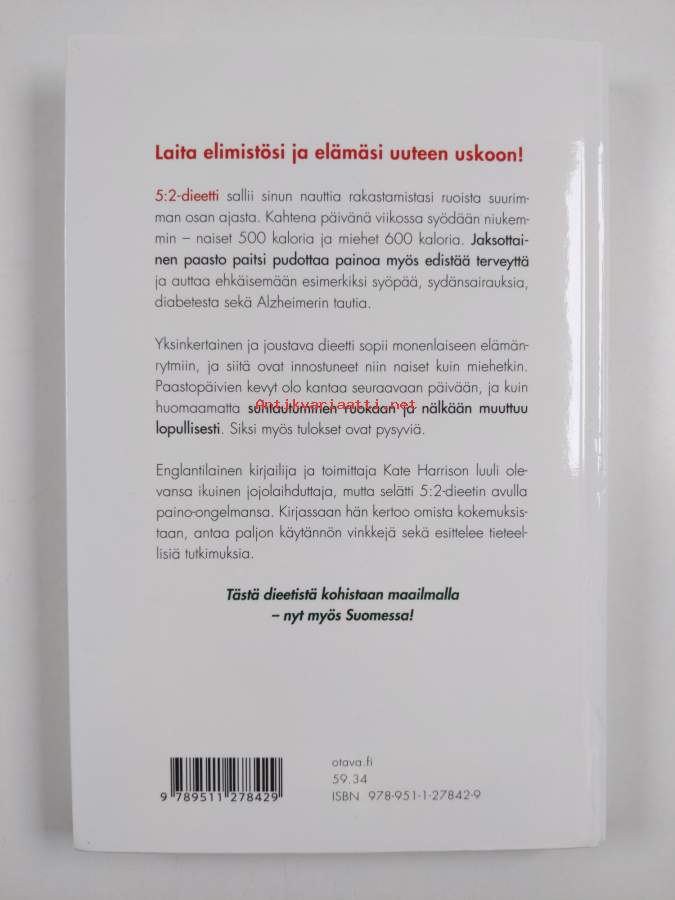 Laita elimistösi ja elämäsi uuteen uskoon!
5:2-dieetti sallii sinun nauttia rakastamistasi ruoista suurim-
man osan ajasta. Kahtena päivänä viikossa syödään niukem-
min – naiset 500 kaloria ja miehet 600 kaloria. Jaksottai-
nen paasto paitsi pudottaa painoa myös edistää terveyttä
ja auttaa ehkäisemään esimerkiksi syöpää, sydänsairauksia,
diabetesta sekä Alzheimerin tautia.
Yksinkertainen ja joustava dieetti sopii monenlaiseen elämän-
rytmiin, ja siitä ovat innostuneet niin naiset kuin miehetkin.
Paastopäivien kevyt olo kantaa seuraavaan päivään, ja kuin
huomaamatta suhtautuminen ruokaan ja nälkään muuttuu
Antikvariaatti.net
lopullisesti. Siksi myös tulokset ovat pysyviä.
Englantilainen kirjailija ja toimittaja Kate Harrison luuli ole-
vansa ikuinen jojolaihduttaja, mutta selätti 5:2-dieetin avulla
paino-ongelmansa. Kirjassaan hän kertoo omista kokemuksis-
taan, antaa paljon käytännön vinkkejä sekä esittelee tieteel-
lisiä tutkimuksia.
Tästä dieetistä kohistaan maailmalla
– nyt myös Suomessa!
otava.fi
59.34
ISBN 978-951-1-27842-9
9 789511 278429